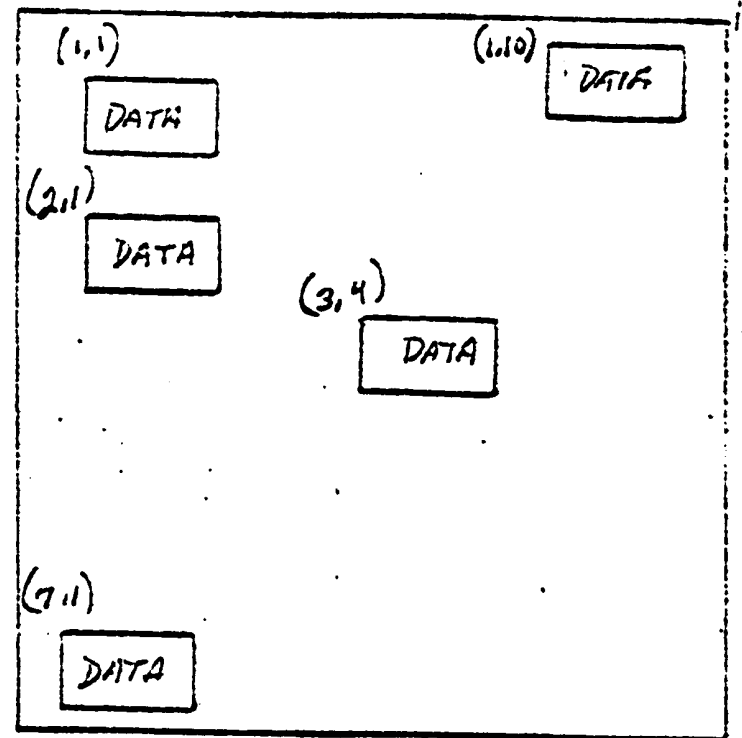 (1,1)
DATA
(1,10)
DATA
(2,1)
DATA
(3,4)
DATA
(7,1)
DATA